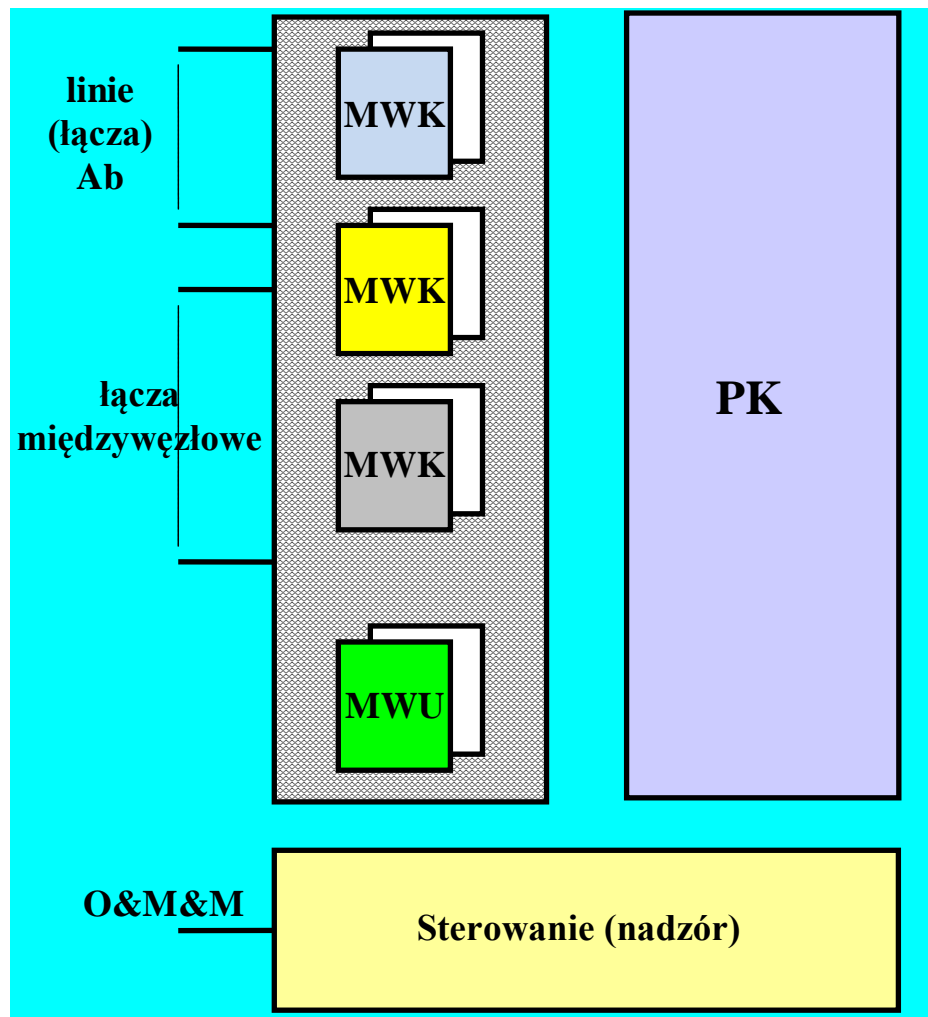 linie
(łącza)
Ab
MWK
MWK
łącza
międzywęzłowe
MWK
PK
MWU
O&M&M
Sterowanie (nadzór)